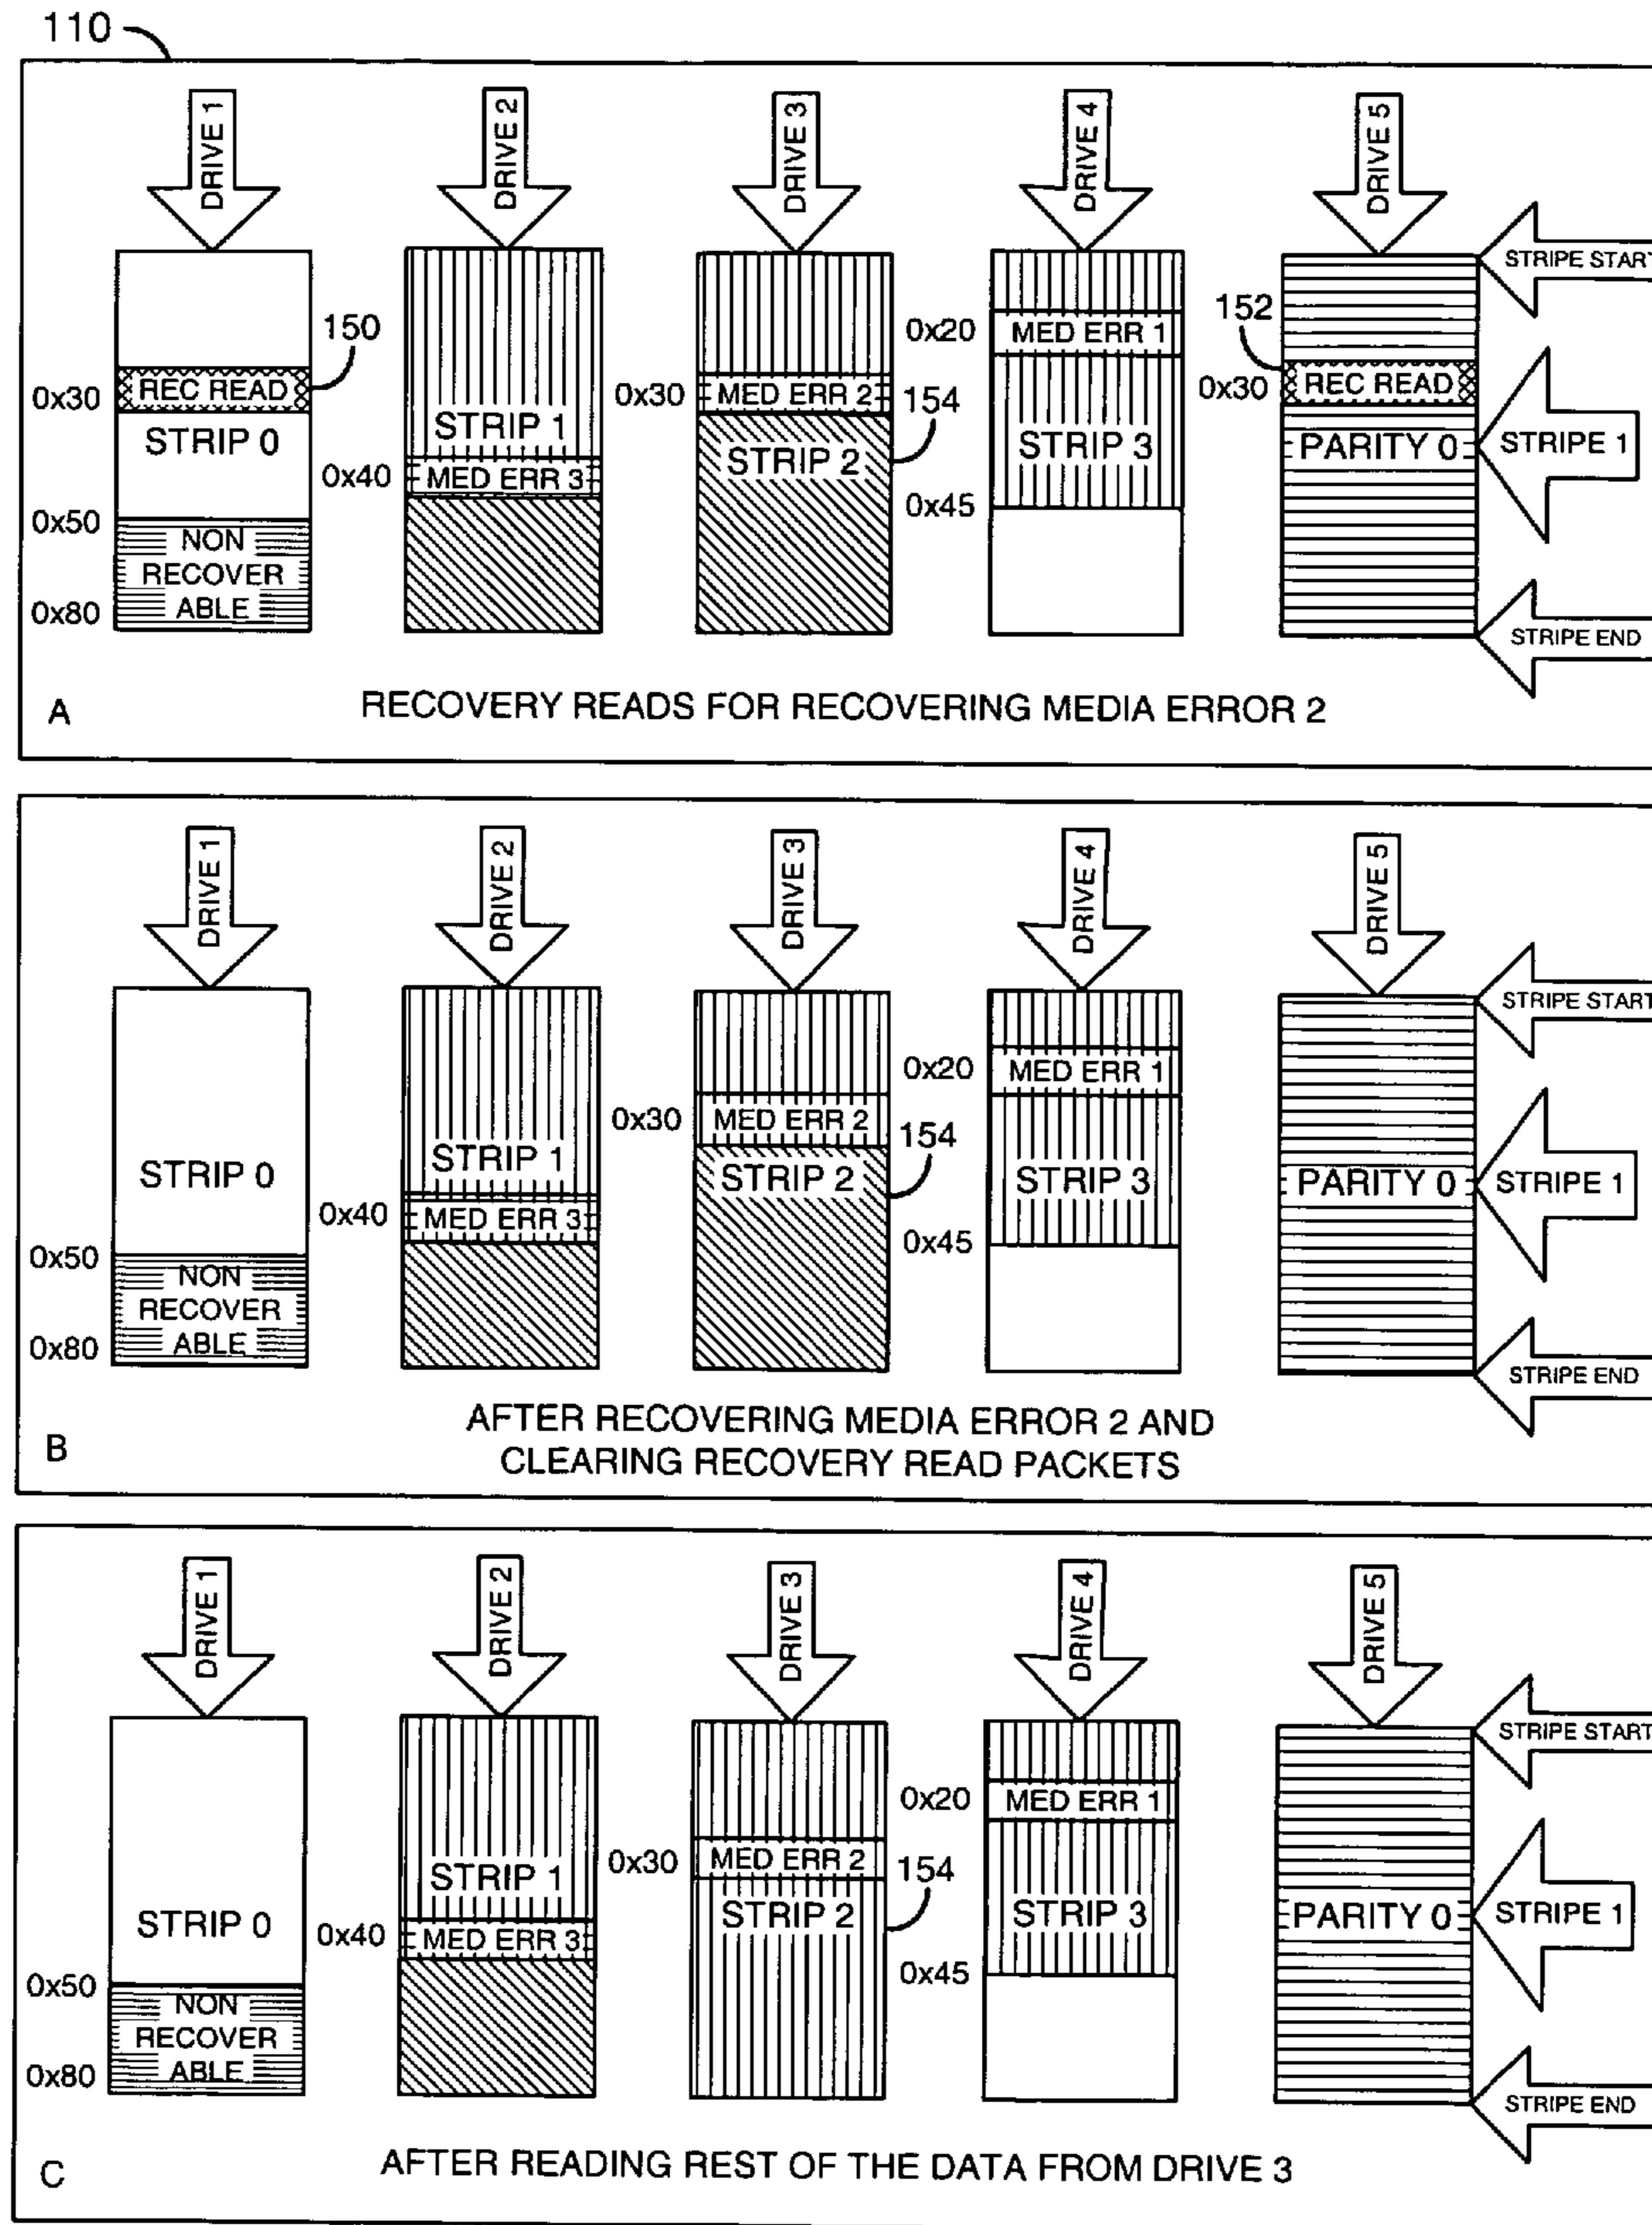 110
DRIVE 1
DRIVE 2
DRIVE 3
DRIVE 4
DRIVE 5
STRIPE START
152
150
0x20
MED ERR 1
REC READ
0x30
REC READ
0x30
MED ERR 2
154
0x30
STRIP 0
STRIP 1
STRIP 2
STRIP 3
PARITY 0
STRIPE 1
0x40
MED ERR 3
0x45
0x50
NON
RECOVER
ABLE
0x80
STRIPE END
A
RECOVERY READS FOR RECOVERING MEDIA ERROR 2
DRIVE 1
DRIVE 2
DRIVE 3
DRIVE 4
DRIVE 5
STRIPE START
0x20
MED ERR 1
0x30
MED ERR 2
154
STRIP 0
STRIP 1
STRIP 2
STRIP 3
PARITY 0
STRIPE 1
0x40
MED ERR 3
0x45
0x50
NON
RECOVER
ABLE
0x80
STRIPE END
B
AFTER RECOVERING MEDIA ERROR 2 AND
CLEARING RECOVERY READ PACKETS
DRIVE 1
DRIVE 2
DRIVE 3
DRIVE 4
DRIVE 5
STRIPE START
0x20
MED ERR 1
0x30
MED ERR 2
154
STRIP 0
STRIP 1
STRIP 2
STRIP 3
PARITY 0
STRIPE 1
0x40
MED ERR 3
0x45
0x50
NON
RECOVER
ABLE
0x80
STRIPE END
C
AFTER READING REST OF THE DATA FROM DRIVE 3